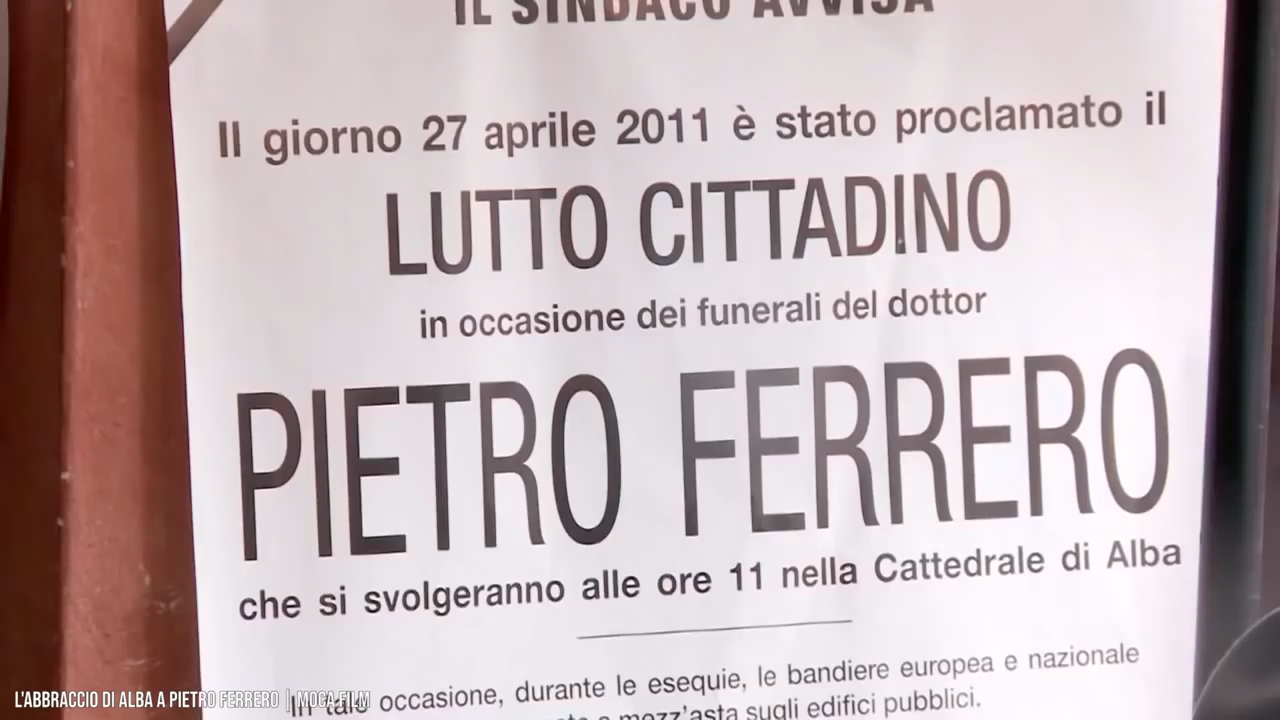 IL SINDACO AVVISA
Il giorno 27 aprile 2011 è stato proclamato il
LUTTO CITTADINO
in occasione dei funerali del dottor
PIETRO FERRERO
che si svolgeranno alle ore 11 nella Cattedrale di Alba
In tale occasione, durante le esequie, le bandiere europea e nazionale
a mezz'asta sugli edifici pubblici.
L'ABBRACCIO DI ALBA A PIETRO FERRERO | MOCA FILM